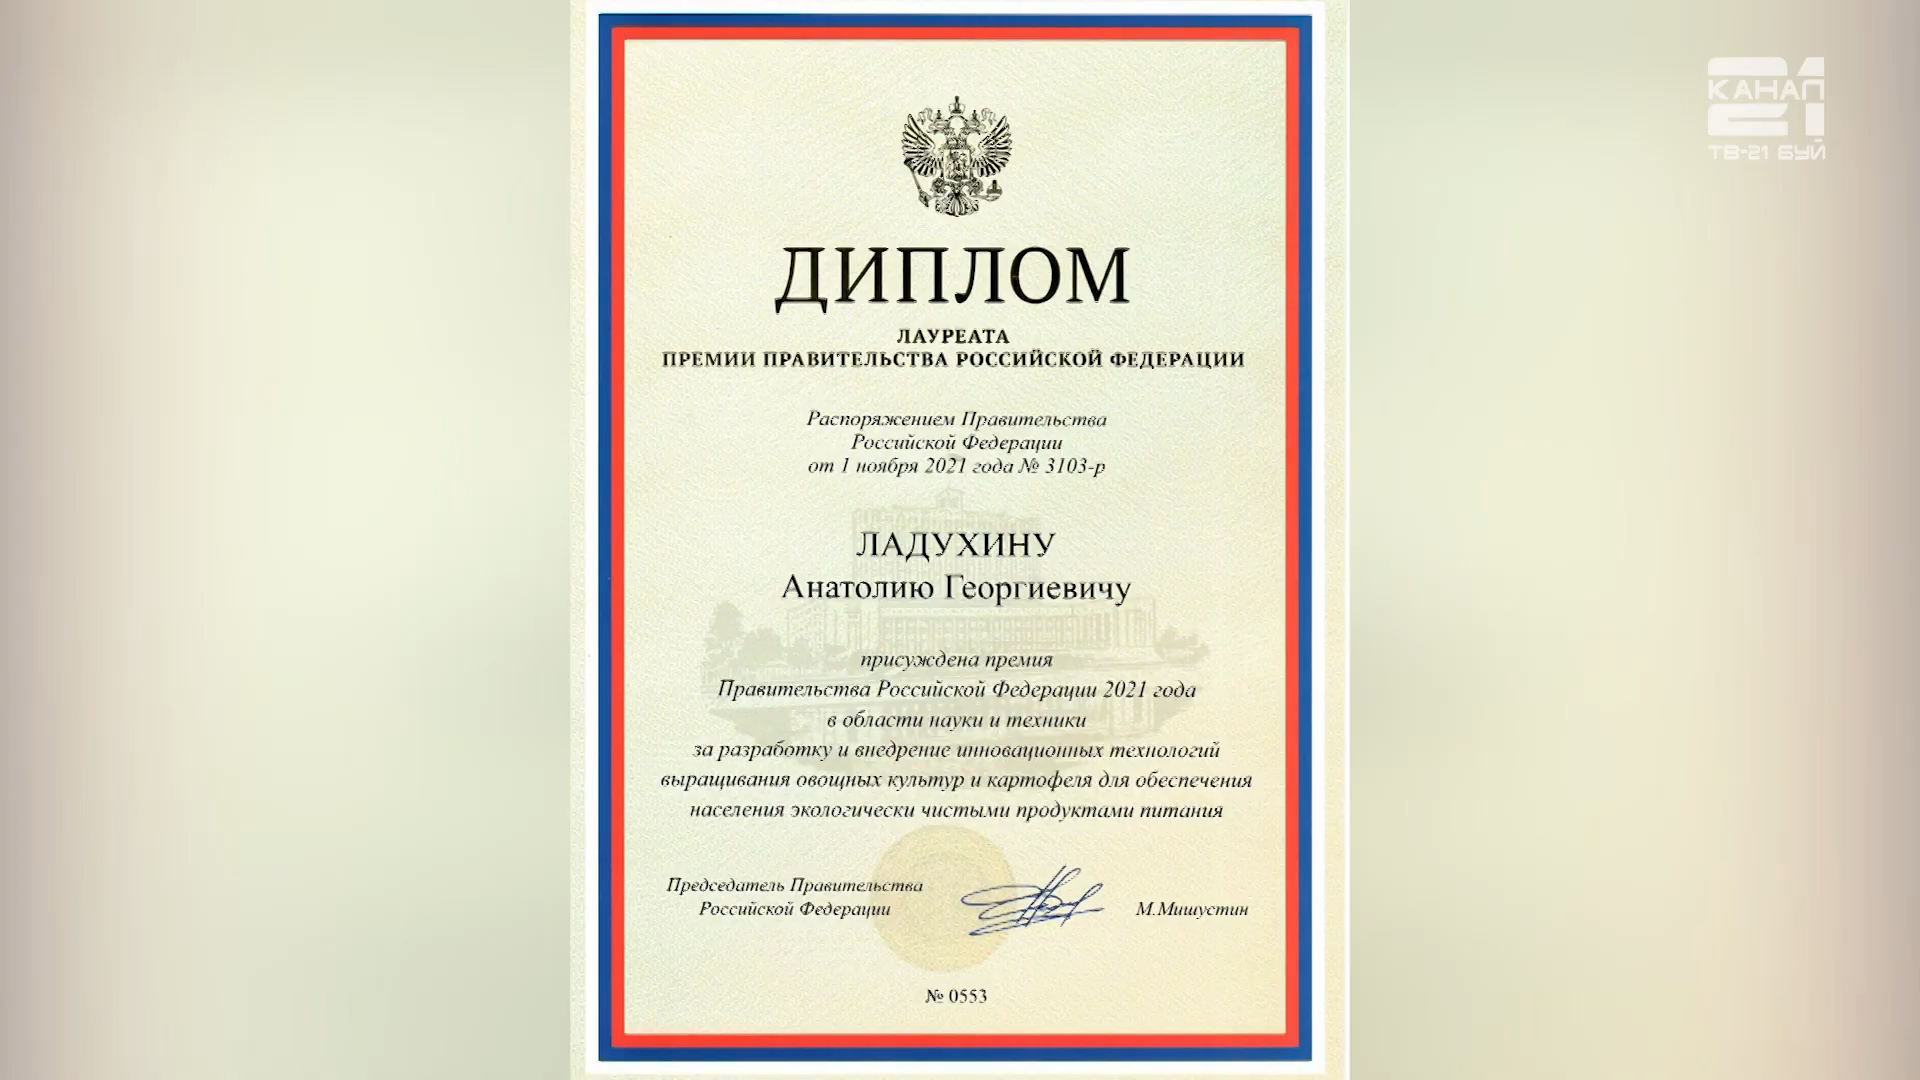 ДИПЛОМ
ЛАУРЕАТА
ПРЕМИИ ПРАВИТЕЛЬСТВА РОССИЙСКОЙ ФЕДЕРАЦИИ
Распоряжением Правительства
Российской Федерации
от 1 ноября 2021 года № 3103-р
ЛАДУХИНУ
Анатолию Георгиевичу
присуждена премия
Правительства Российской Федерации 2021 года
в области науки и техники
за разработку и внедрение инновационных технологий
выращивания овощных культур и картофеля для обеспечения
населения экологически чистыми продуктами питания
Председатель Правительства
Российской Федерации
М.Мишустин
№ 0553
21
КАНАЛ
ТВ-21 БУЙ